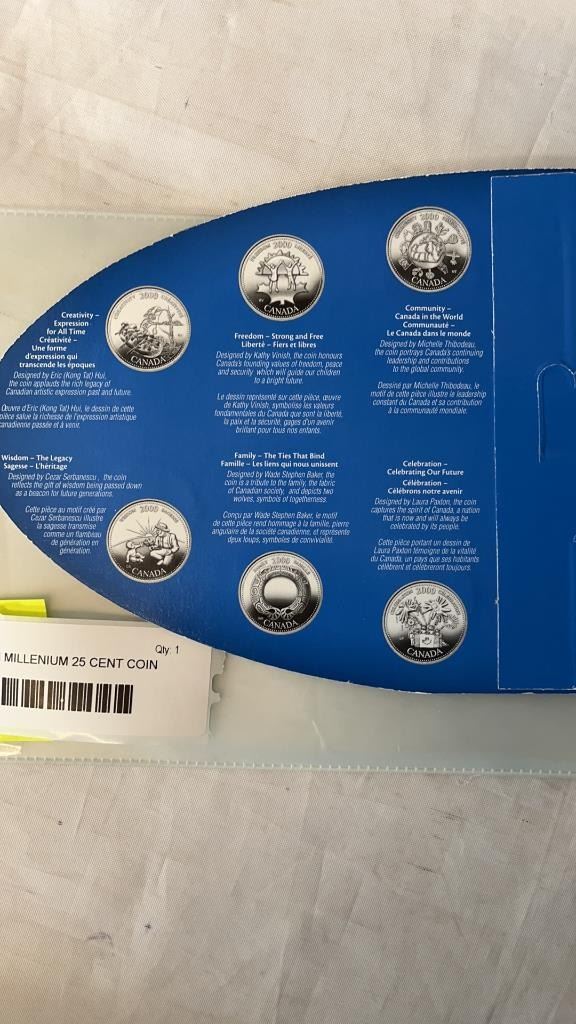 Creativity –
Expression
for All Time
Créativité –
Une forme
d'expression qui
transcende les époques
Designed by Eric (Kong Tat) Hui,
the coin applauds the rich legacy of
Canadian artistic expression past and future.
Œuvre d'Eric (Kong Tat) Hui, le dessin de cette
pièce salue la richesse de l'expression artistique
canadienne passée et à venir.
CREATIVITY 2000 CRÉATIVITÉ
CANADA
FREEDOM 2000 LIBERTÉ
CANADA
Freedom – Strong and Free
Liberté – Fiers et libres
Designed by Kathy Vinish, the coin honours
Canada's founding values of freedom, peace
and security, which will guide our children
to a bright future.
Le dessin représenté sur cette pièce, œuvre
de Kathy Vinish, symbolise les valeurs
fondamentales du Canada que sont la liberté,
la paix et la sécurité, gages d'un avenir
brillant pour tous nos enfants.
2000
CANADA
Community –
Canada in the World
Communauté –
Le Canada dans le monde
Designed by Michelle Thibodeau,
the coin portrays Canada's continuing
leadership and contributions
to the global community.
Dessiné par Michelle Thibodeau, le
motif de cette pièce illustre le leadership
constant du Canada et sa contribution
à la communauté mondiale.
Wisdom – The Legacy
Sagesse – L'héritage
Designed by Cezar Serbanescu, the coin
reflects the gift of wisdom being passed down
as a beacon for future generations.
Cette pièce au motif créé par
Cezar Serbanescu illustre
la sagesse transmise
comme un flambeau
de génération en
génération.
2000
CANADA
Family – The Ties That Bind
Famille – Les liens qui nous unissent
Designed by Wade Stephen Baker, the
coin is a tribute to the family, the fabric
of Canadian society, and depicts two
wolves, symbols of togetherness.
Conçu par Wade Stephen Baker, le motif
de cette pièce rend hommage à la famille, pierre
angulaire de la société canadienne, et représente
deux loups, symboles de convivialité.
2000
CANADA
Celebration –
Celebrating Our Future
Célébration –
Célébrons notre avenir
Designed by Laura Paxton, the coin
captures the spirit of Canada, a nation
that is now and will always be
celebrated by its people.
Cette pièce portant un dessin de
Laura Paxton témoigne de la vitalité
du Canada, un pays que ses habitants
célèbrent et célébreront toujours.
2000
CANADA
Qty: 1
MILLENIUM 25 CENT COIN